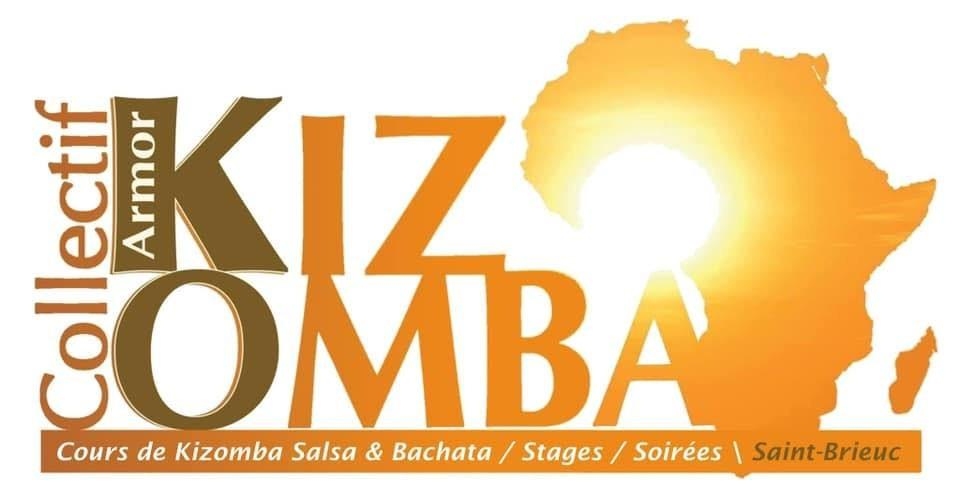 Collectif
Armor
KIZ
OMBA
Cours de Kizomba Salsa & Bachata / Stages / Soirées \ Saint-Brieuc